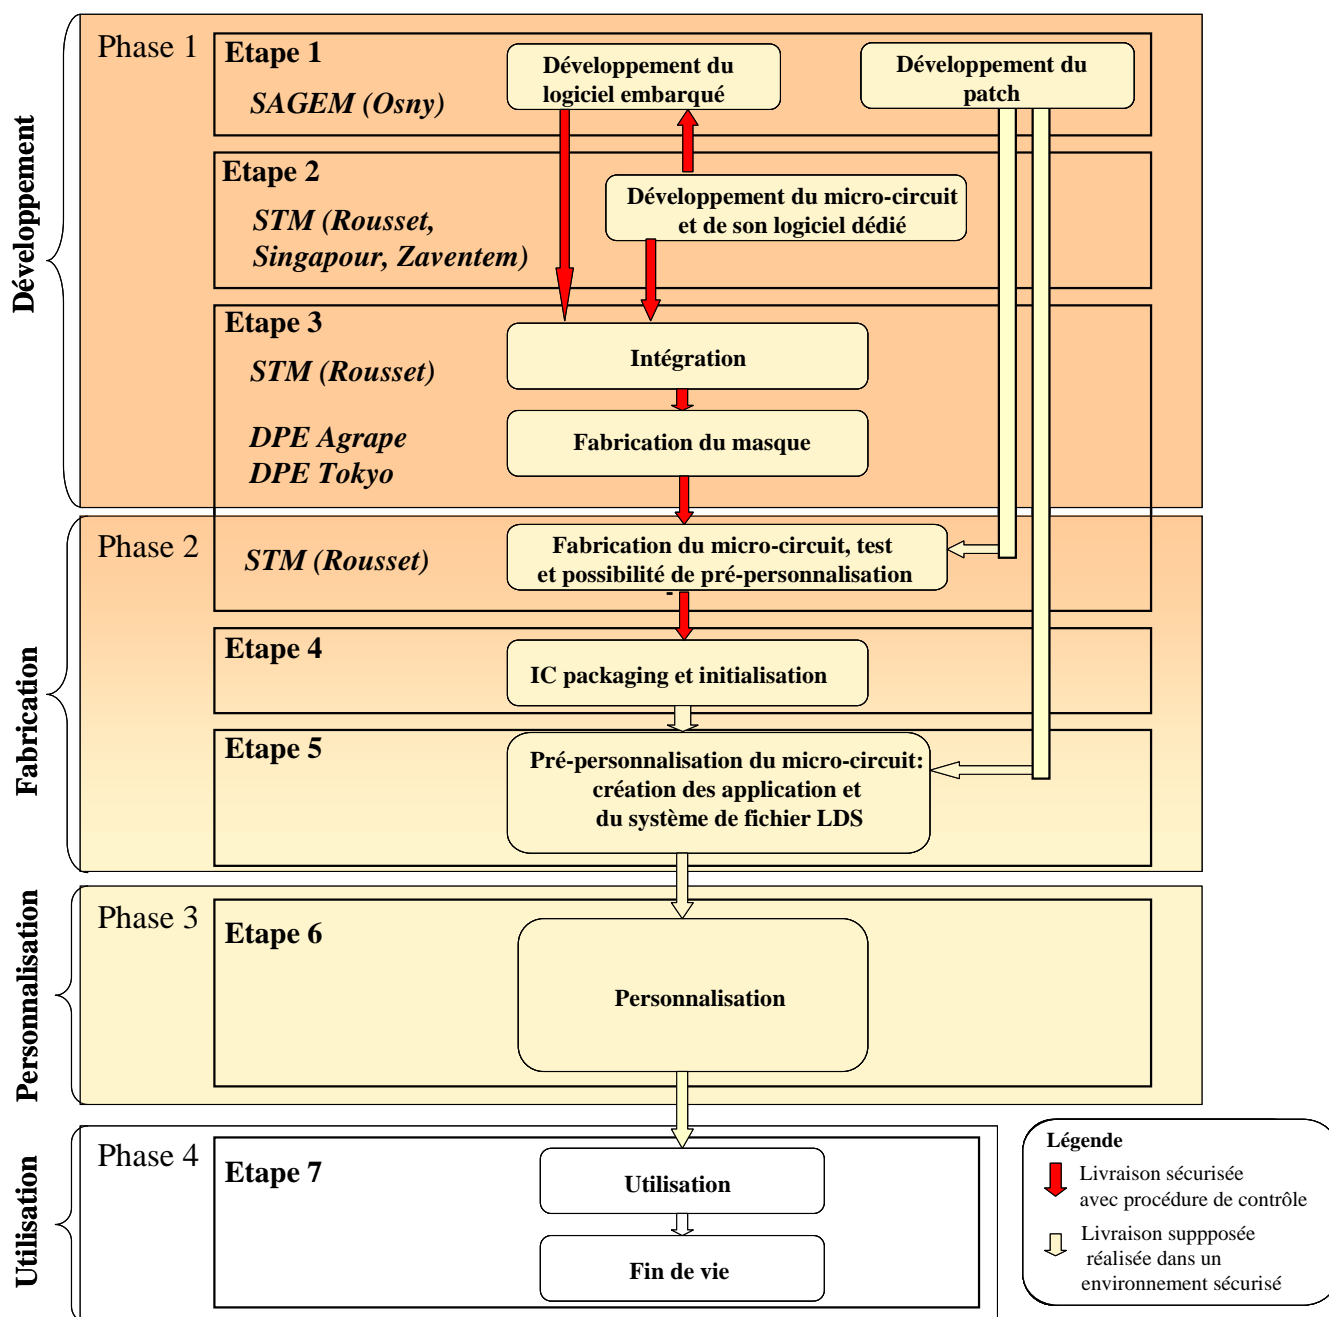 Développement
Phase 1
Etape 1
SAGEM (Osny)
Développement du
logiciel embarqué
Développement du
patch
Etape 2
STM (Rousset,
Singapour, Zaventem)
Développement du micro-circuit
et de son logiciel dédié
Etape 3
STM (Rousset)
Intégration
DPE Agrape
DPE Tokyo
Fabrication du masque
Fabrication
Phase 2
STM (Rousset)
Fabrication du micro-circuit, test
et possibilité de pré-personnalisation
-
Etape 4
IC packaging et initialisation
Etape 5
Pré-personnalisation du micro-circuit:
création des application et
du système de fichier LDS
Personnalisation
Phase 3
Etape 6
Personnalisation
Utilisation
Phase 4
Etape 7
Utilisation
Fin de vie
Légende
Livraison sécurisée
avec procédure de contrôle
Livraison suppposée
réalisée dans un
environnement sécurisé